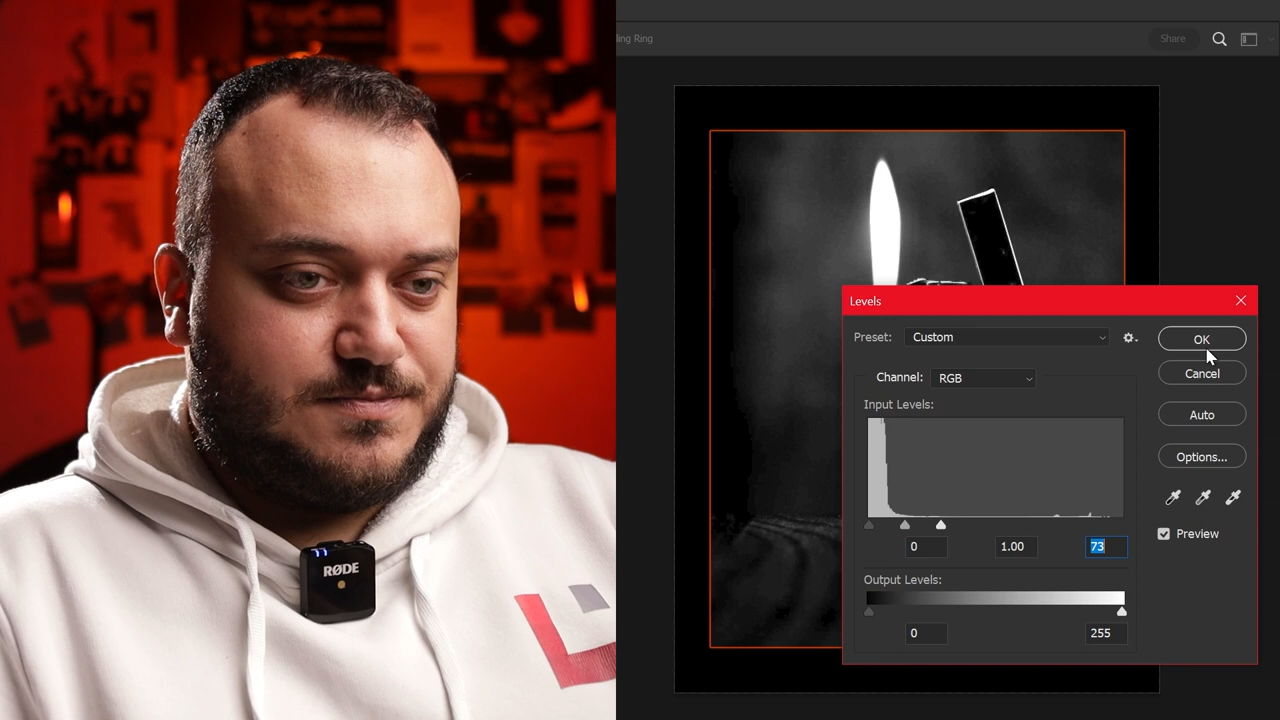 YouCam
RØDE
ling Ring
Share
Levels
Preset: Custom
OK
Cancel
Channel: RGB
Input Levels:
Auto
Options...
0 1.00 73
Preview
Output Levels:
0 255